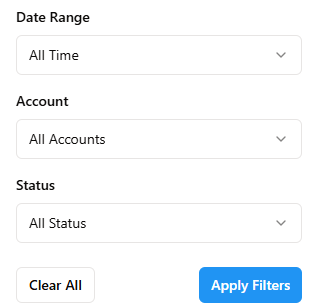 Date Range
All Time
Account
All Accounts
Status
All Status
Clear All
Apply Filters